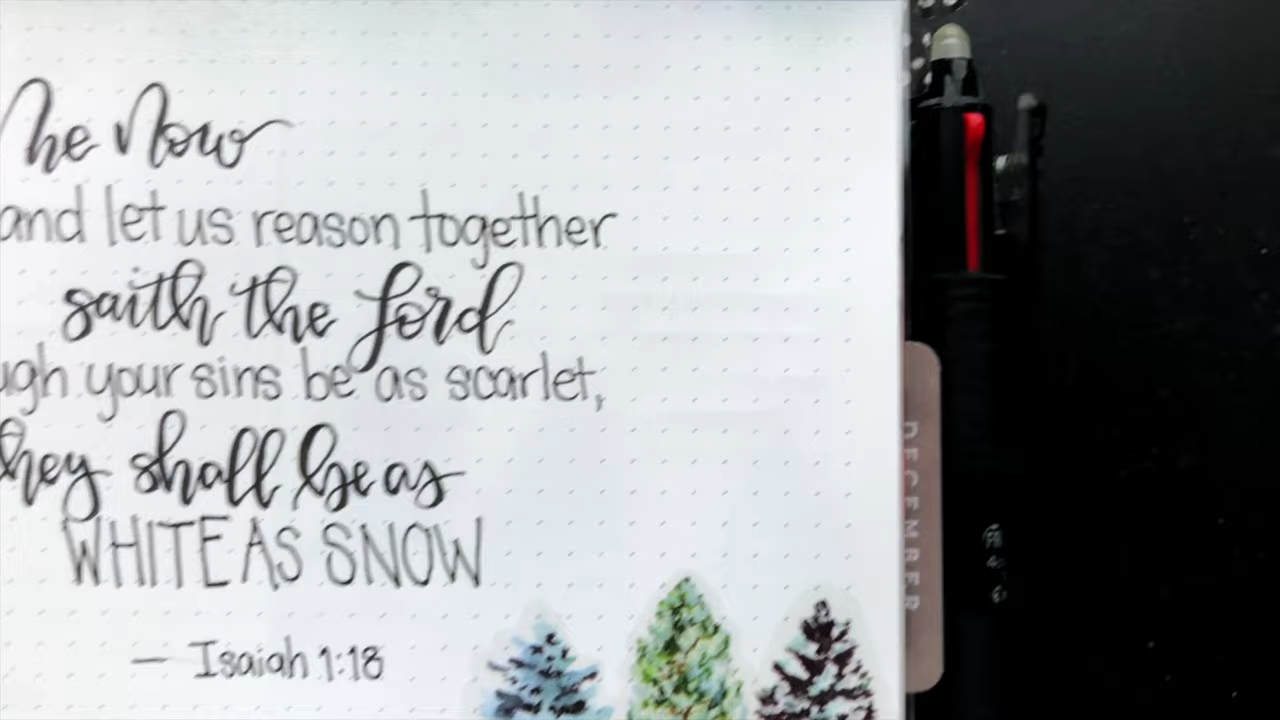 he Now
and let us reason together
saith the Lord
ugh your sins be as scarlet,
hey shall be as
WHITE AS SNOW
— Isaiah 1:18
DECEMBER